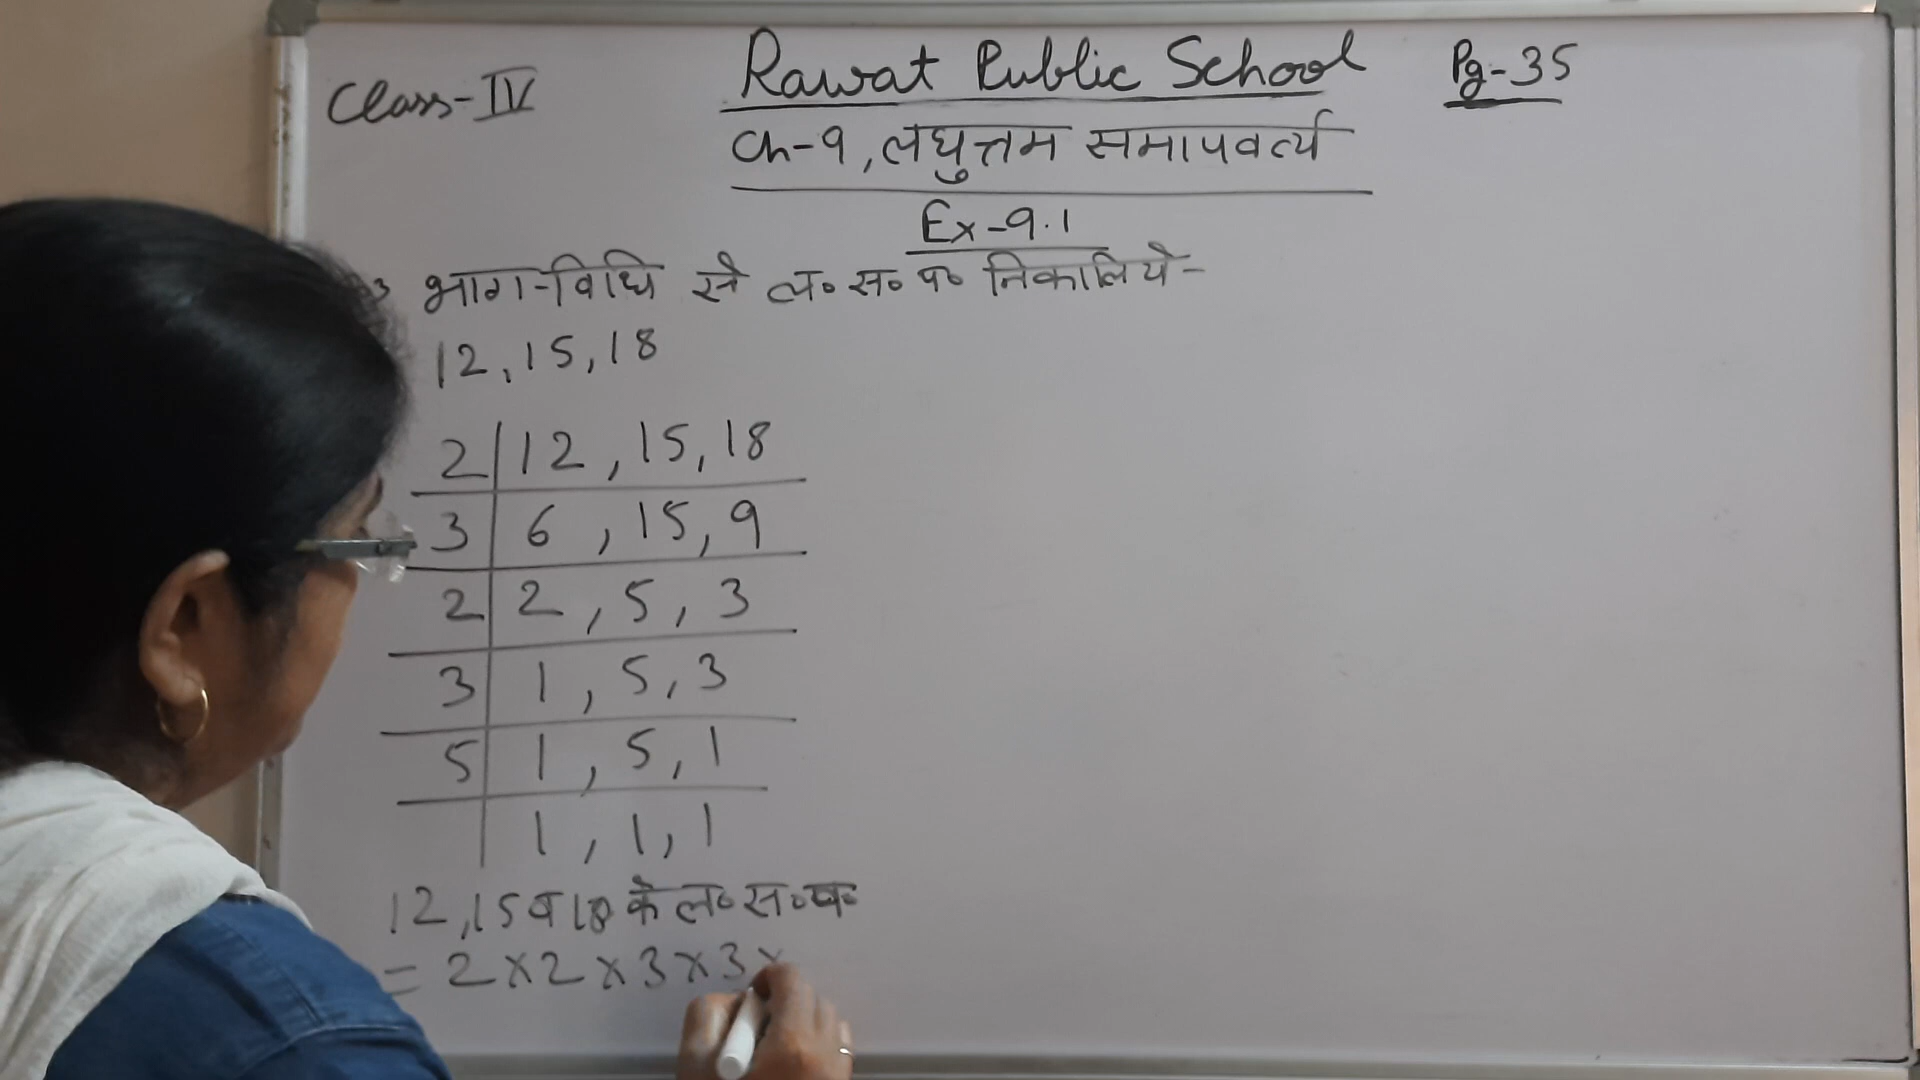 Class-IV Rawat Public School Pg-35
Ch-9, लघुत्तम समापवर्त्य
Ex-9.1
भाग-विधि से ल० स० प० निकालिये-
12, 15, 18
2 | 12, 15, 18
3 | 6, 15, 9
2 | 2, 5, 3
3 | 1, 5, 3
5 | 1, 5, 1
| 1, 1, 1
12, 15 व 18 के ल० स० प०
= 2 × 2 × 3 × 3 ×